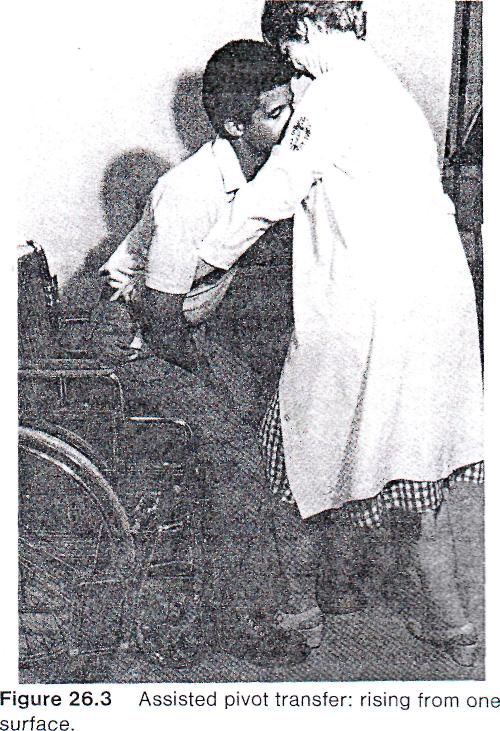 Figure 26.3 Assisted pivot transfer: rising from one
surface.